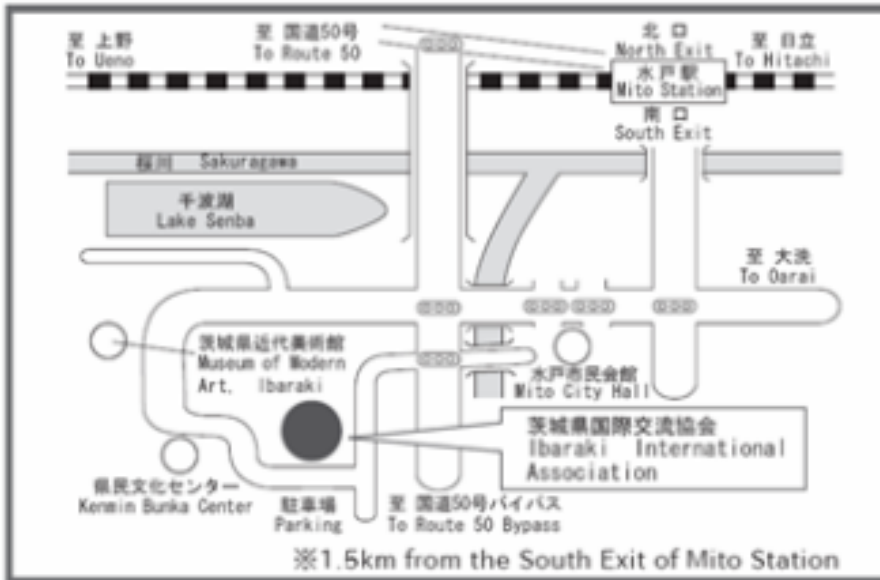 至 上野
To Ueno
至 国道50号
To Route 50
北口
North Exit
水戸駅
Mito Station
南口
South Exit
至 日立
To Hitachi
桜川 Sakuragawa
千波湖
Lake Senba
至 大洗
To Oarai
茨城県近代美術館
Museum of Modern
Art, Ibaraki
水戸市民会館
Mito City Hall
茨城県国際交流協会
Ibaraki International
Association
県民文化センター
Kenmin Bunka Center
駐車場
Parking
至 国道50号バイパス
To Route 50 Bypass
※1.5km from the South Exit of Mito Station